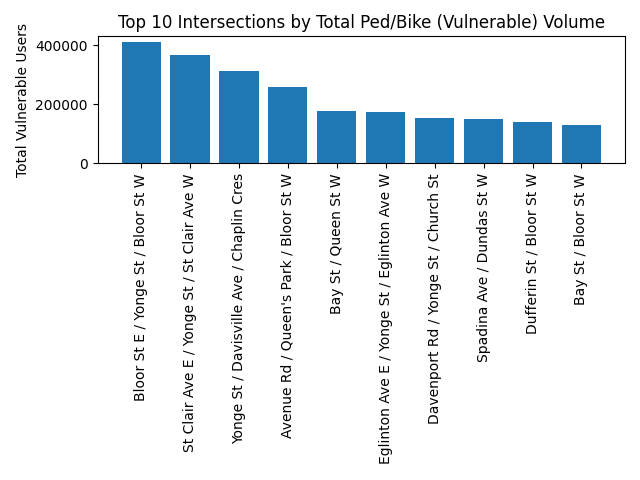 Top 10 Intersections by Total Ped/Bike (Vulnerable) Volume
Total Vulnerable Users
400000
200000
0
Bloor St E / Yonge St / Bloor St W
St Clair Ave E / Yonge St / St Clair Ave W
Yonge St / Davisville Ave / Chaplin Cres
Avenue Rd / Queen's Park / Bloor St W
Bay St / Queen St W
Eglinton Ave E / Yonge St / Eglinton Ave W
Davenport Rd / Yonge St / Church St
Spadina Ave / Dundas St W
Dufferin St / Bloor St W
Bay St / Bloor St W